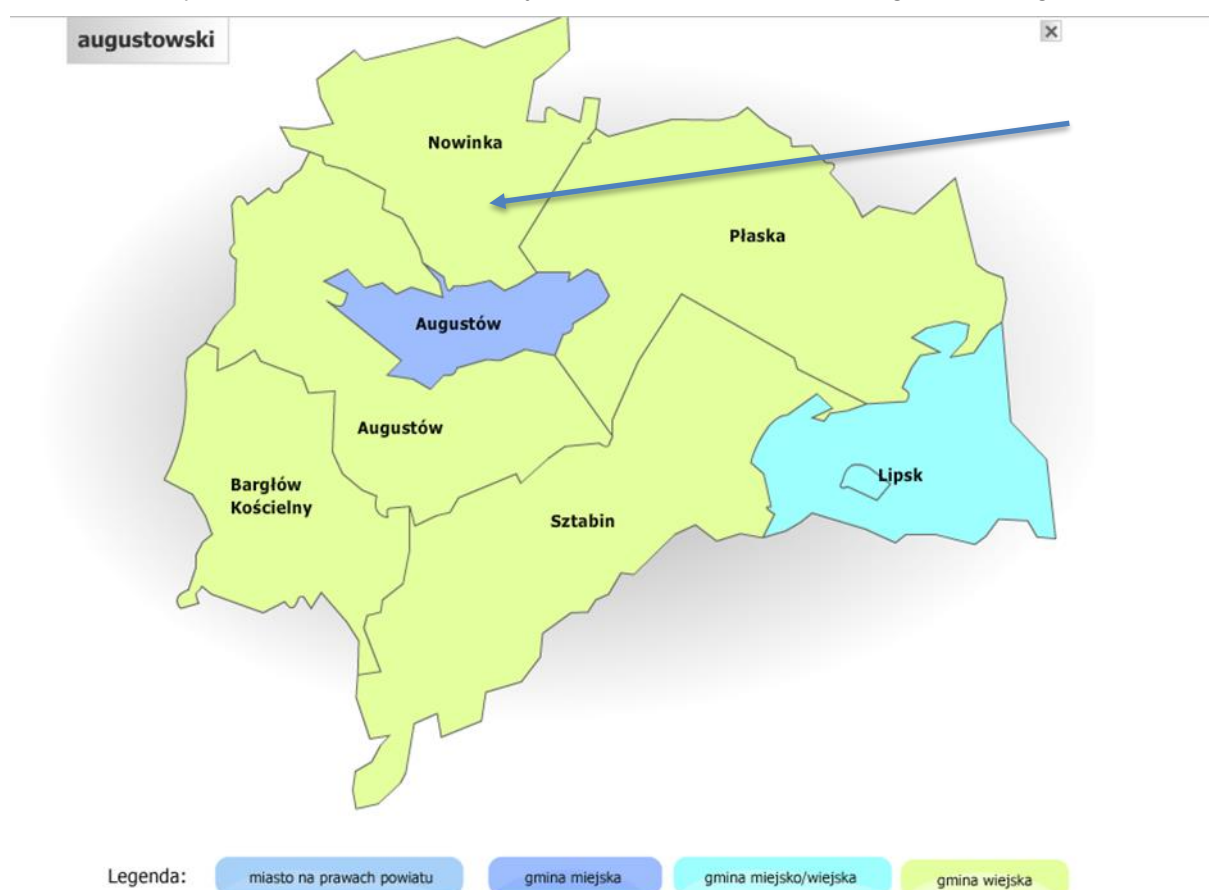 augustowski
Nowinka
Płaska
Augustów
Augustów
Bargłów
Kościelny
Lipsk
Sztabin
Legenda:
miasto na prawach powiatu
gmina miejska
gmina miejsko/wiejska
gmina wiejska